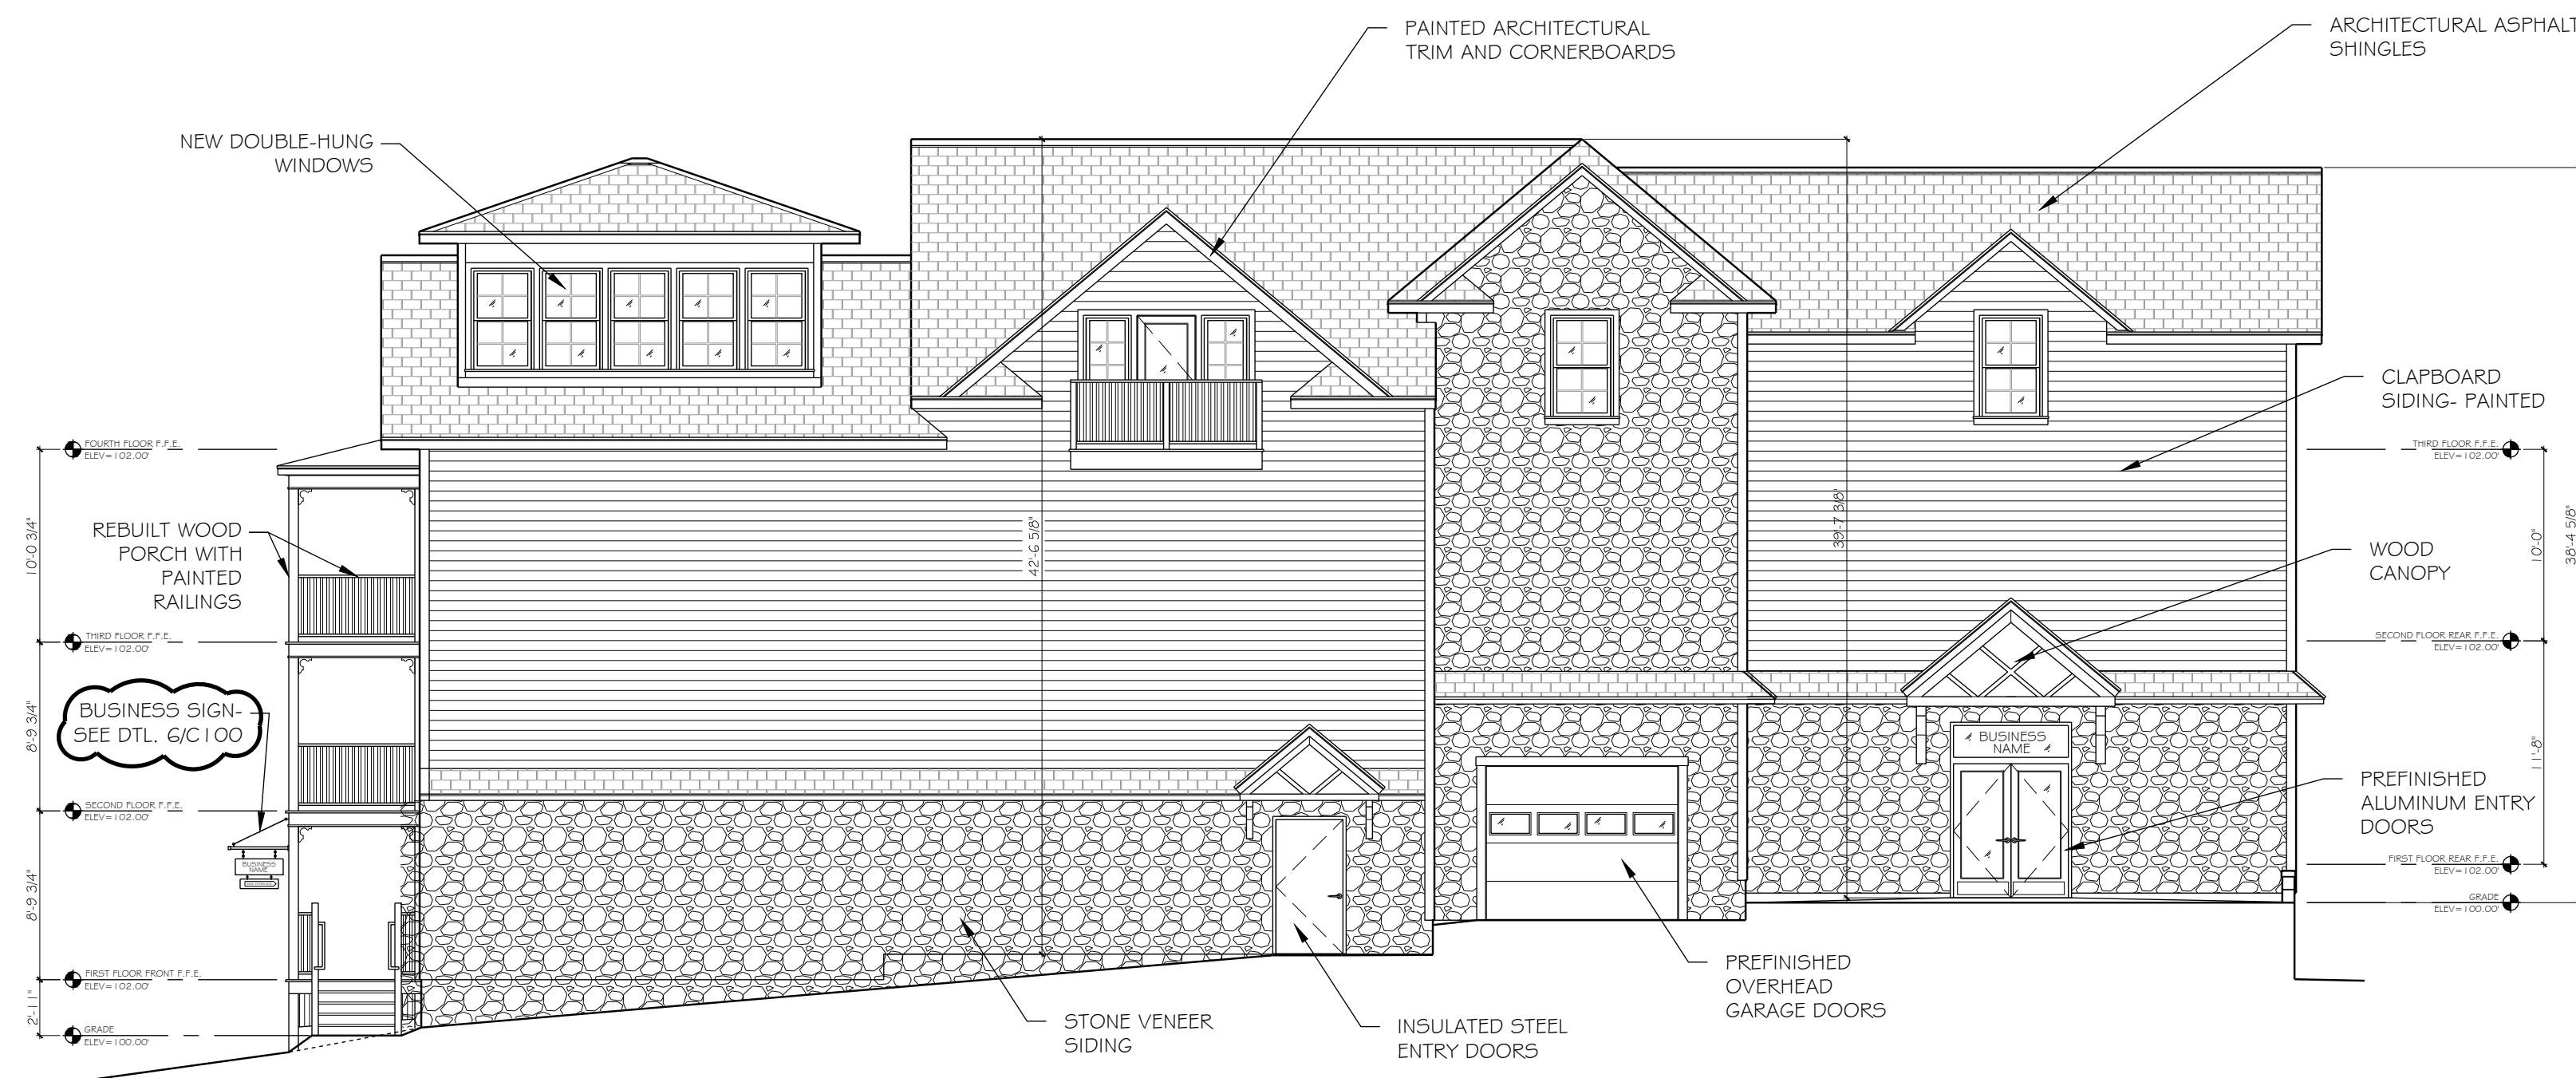 PAINTED ARCHITECTURAL
TRIM AND CORNERBOARDS
ARCHITECTURAL ASPHALT
SHINGLES
NEW DOUBLE-HUNG
WINDOWS
CLAPBOARD
SIDING- PAINTED
FOURTH FLOOR F.F.E.
ELEV=102.00'
THIRD FLOOR F.F.E.
ELEV=102.00'
10'-0 3/4"
REBUILT WOOD
PORCH WITH
PAINTED
RAILINGS
42'-6 5/8"
39'-7 3/8"
10'-0"
38'-4 5/8"
WOOD
CANOPY
THIRD FLOOR F.F.E.
ELEV=102.00'
SECOND FLOOR REAR F.F.E.
ELEV=102.00'
8'-9 3/4"
BUSINESS SIGN-
SEE DTL. 6/C100
BUSINESS
NAME
11'-8"
PREFINISHED
ALUMINUM ENTRY
DOORS
SECOND FLOOR F.F.E.
ELEV=102.00'
BUSINESS
NAME
8'-9 3/4"
FIRST FLOOR REAR F.F.E.
ELEV=102.00'
GRADE
ELEV=100.00'
FIRST FLOOR FRONT F.F.E.
ELEV=102.00'
2'-11"
GRADE
ELEV=100.00'
STONE VENEER
SIDING
INSULATED STEEL
ENTRY DOORS
PREFINISHED
OVERHEAD
GARAGE DOORS